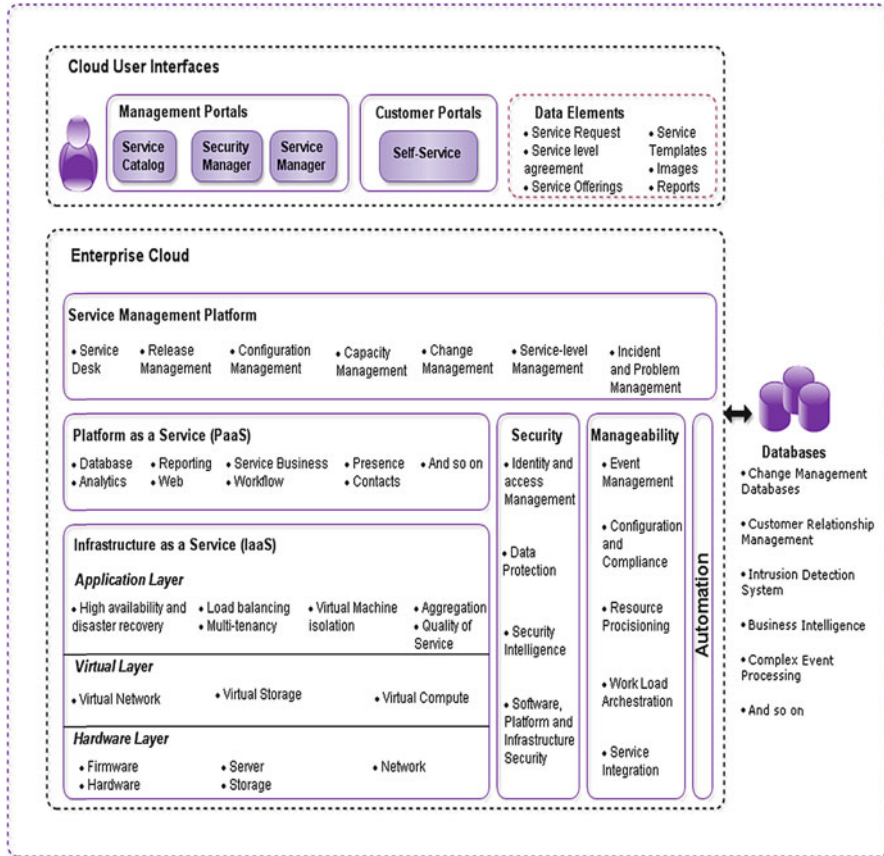 Cloud User Interfaces
Management Portals
Service
Catalog
Security
Manager
Service
Manager
Customer Portals
Self-Service
Data Elements
• Service Request
• Service level
agreement
• Service Offerings
• Service
Templates
• Images
• Reports
Enterprise Cloud
Service Management Platform
• Service
Desk
• Release
Management
• Configuration
Management
• Capacity
Management
• Change
Management
• Service-level
Management
• Incident
and Problem
Management
Platform as a Service (PaaS)
• Database
• Analytics
• Reporting
• Web
• Service Business
• Workflow
• Presence
• Contacts
• And so on
Infrastructure as a Service (IaaS)
Application Layer
• High availability and
disaster recovery
• Load balancing
• Multi-tenancy
• Virtual Machine
isolation
• Aggregation
• Quality of
Service
Virtual Layer
• Virtual Network
• Virtual Storage
• Virtual Compute
Hardware Layer
• Firmware
• Hardware
• Server
• Storage
• Network
Security
• Identity and
access
Management
• Data
Protection
• Security
Intelligence
• Software,
Platform and
Infrastructure
Security
Manageability
• Event
Management
• Configuration
and
Compliance
• Resource
Procisioning
• Work Load
Archestration
• Service
Integration
Automation
Databases
• Change Management
Databases
• Customer Relationship
Management
• Intrusion Detection
System
• Business Intelligence
• Complex Event
Processing
• And so on